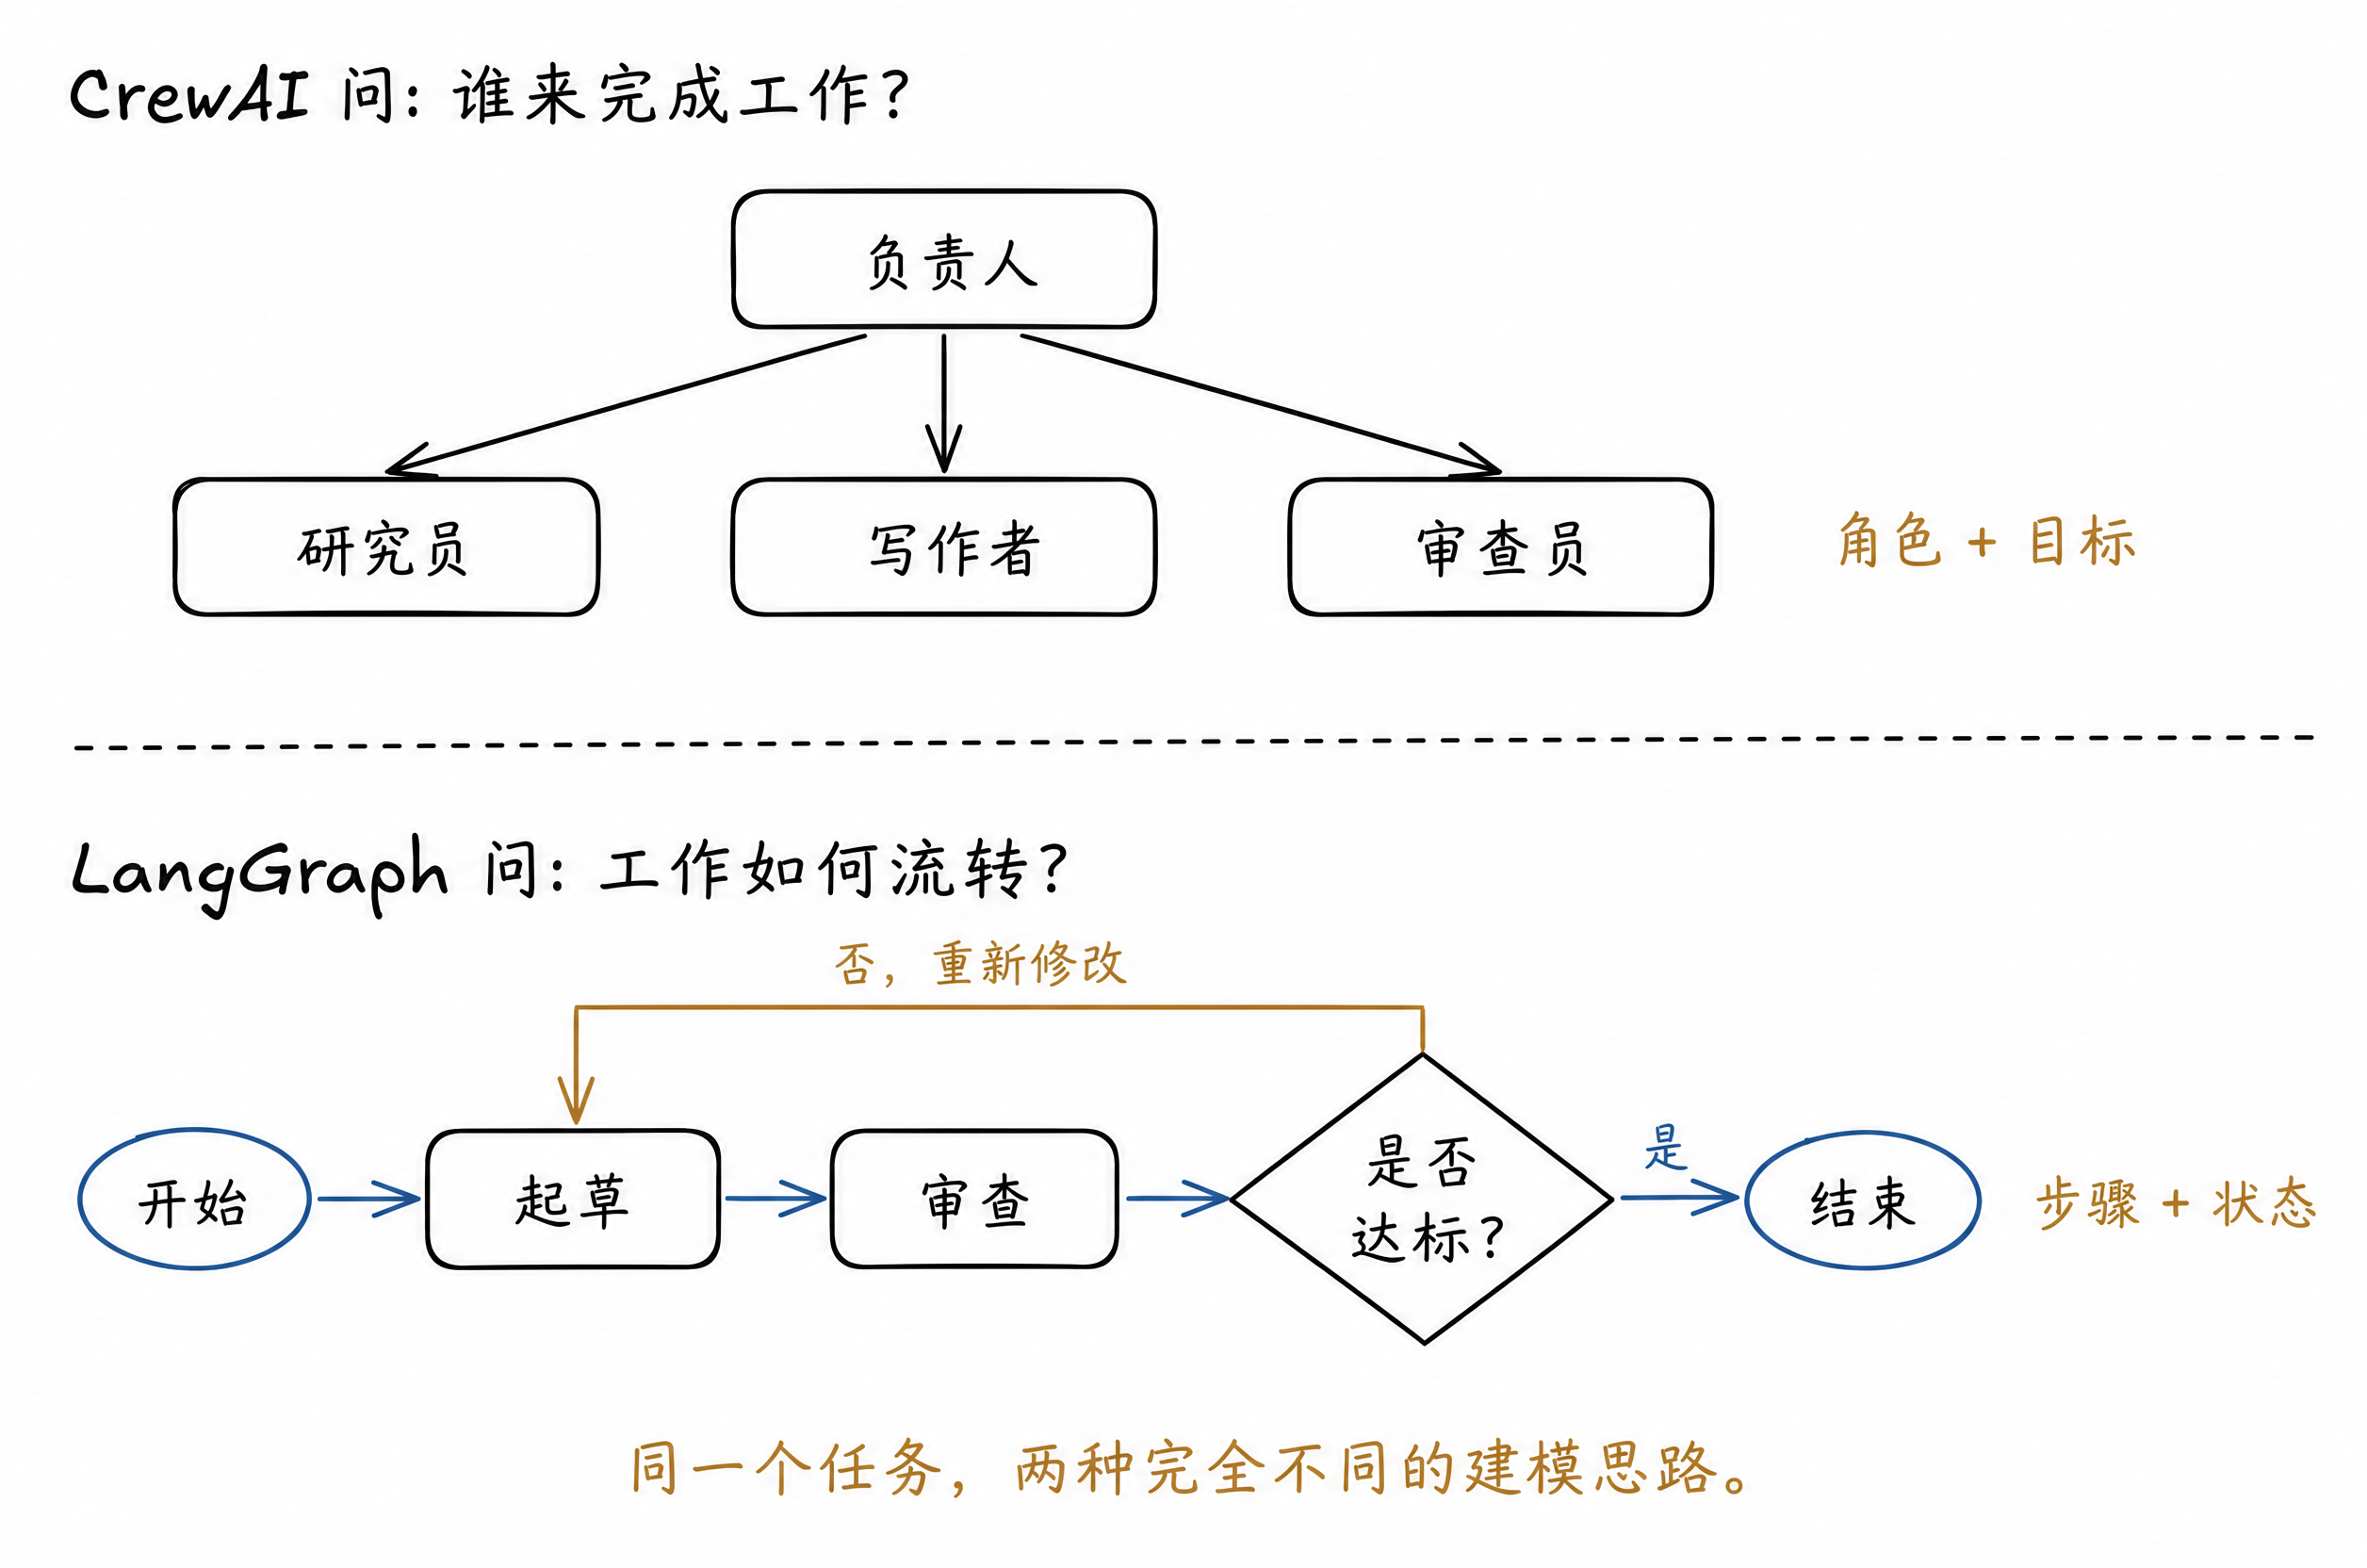 CrewAI 问: 谁来完成工作?
负责人
研究员
写作者
审查员
角色 + 目标
LangGraph 问: 工作如何流转?
否, 重新修改
开始
起草
审查
是否
达标?
是
结束
步骤 + 状态
同一个任务, 两种完全不同的建模思路。